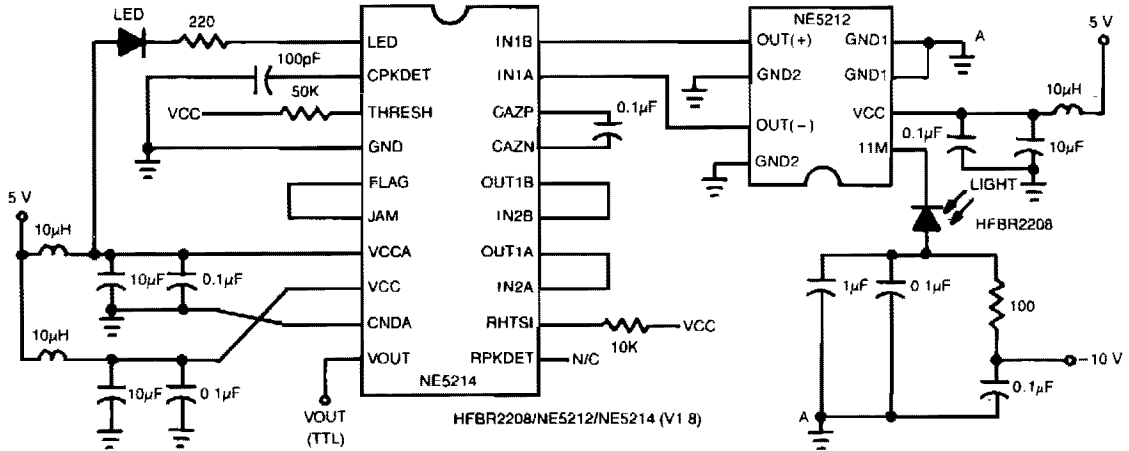 LED
220
100pF
50K
VCC
5 V
10µH
10µF
0.1µF
10µH
10µF
0 1µF
VOUT
(TTL)
LED
CPKDET
THRESH
GND
FLAG
JAM
VCCA
VCC
CNDA
VOUT
IN1B
IN1A
CAZP
CAZN
OUT1B
IN2B
OUT1A
IN2A
RHTSI
RPKDET
NE5214
0.1µF
10K
VCC
N/C
HFBR2208/NE5212/NE5214 (V1 8)
NE5212
OUT(+)
GND2
OUT(−)
GND2
GND1
GND1
VCC
11M
A
5 V
10µH
0.1µF
10µF
LIGHT
HFBR2208
1µF
0 1µF
100
−10 V
0.1µF
A